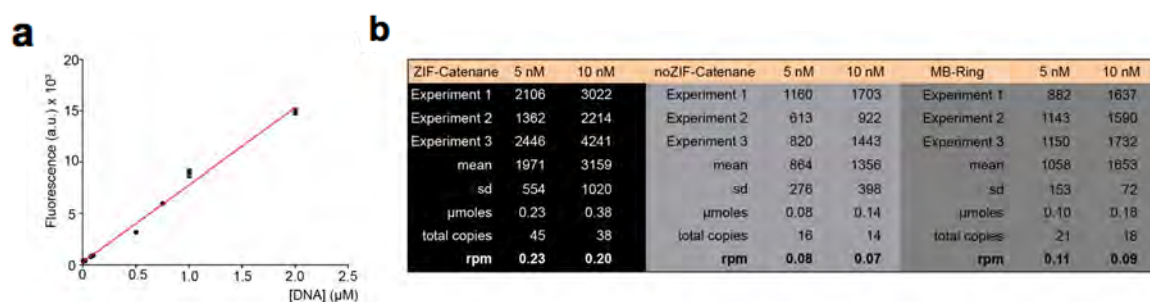 a
b
20
15
10
5
0
0.5
1.0
1.5
2.0
2.5
Fluorescence (a.u.) x 10³
[DNA] (µM)
ZIF-Catenane 5 nM 10 nM noZIF-Catenane 5 nM 10 nM MB-Ring 5 nM 10 nM
Experiment 1 2106 3022 Experiment 1 1160 1703 Experiment 1 882 1637
Experiment 2 1362 2214 Experiment 2 613 922 Experiment 2 1143 1590
Experiment 3 2446 4241 Experiment 3 820 1443 Experiment 3 1150 1732
mean 1971 3159 mean 864 1356 mean 1058 1653
sd 554 1020 sd 276 398 sd 153 72
µmoles 0.23 0.38 µmoles 0.08 0.14 µmoles 0.10 0.18
total copies 45 38 total copies 16 14 total copies 21 18
rpm 0.23 0.20 rpm 0.08 0.07 rpm 0.11 0.09